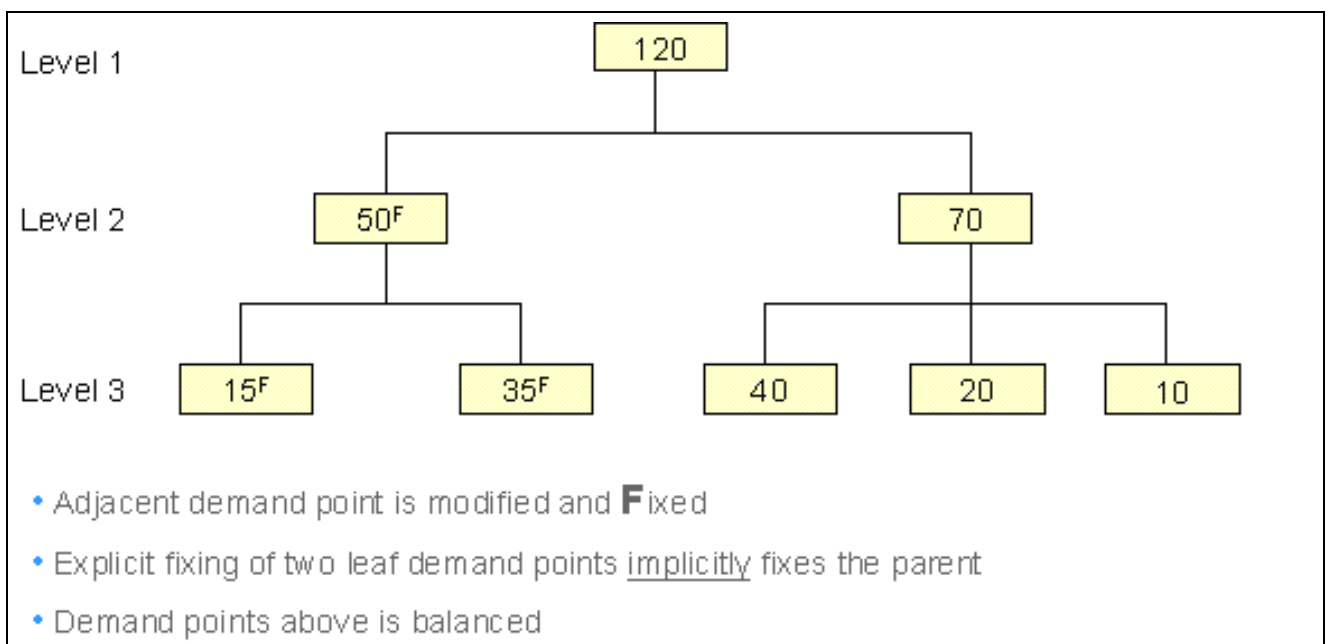 Level 1
120
Level 2
50F
70
Level 3
15F
35F
40
20
10
• Adjacent demand point is modified and Fixed
• Explicit fixing of two leaf demand points implicitly fixes the parent
• Demand points above is balanced